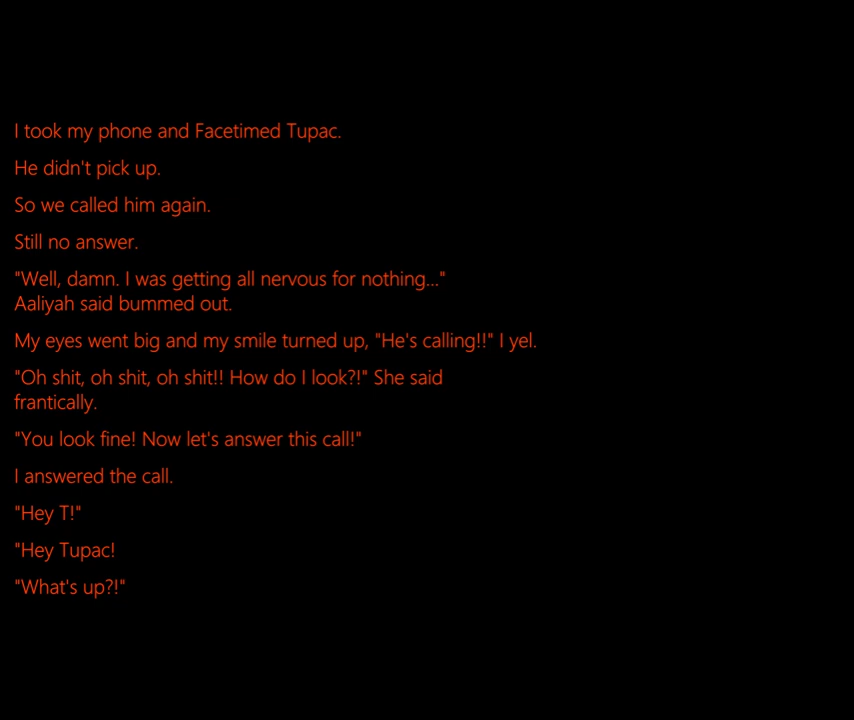 I took my phone and Facetimed Tupac.
He didn't pick up.
So we called him again.
Still no answer.
"Well, damn. I was getting all nervous for nothing..."
Aaliyah said bummed out.
My eyes went big and my smile turned up, "He's calling!!" I yel.
"Oh shit, oh shit, oh shit!! How do I look?!" She said
frantically.
"You look fine! Now let's answer this call!"
I answered the call.
"Hey T!"
"Hey Tupac!
"What's up?!"